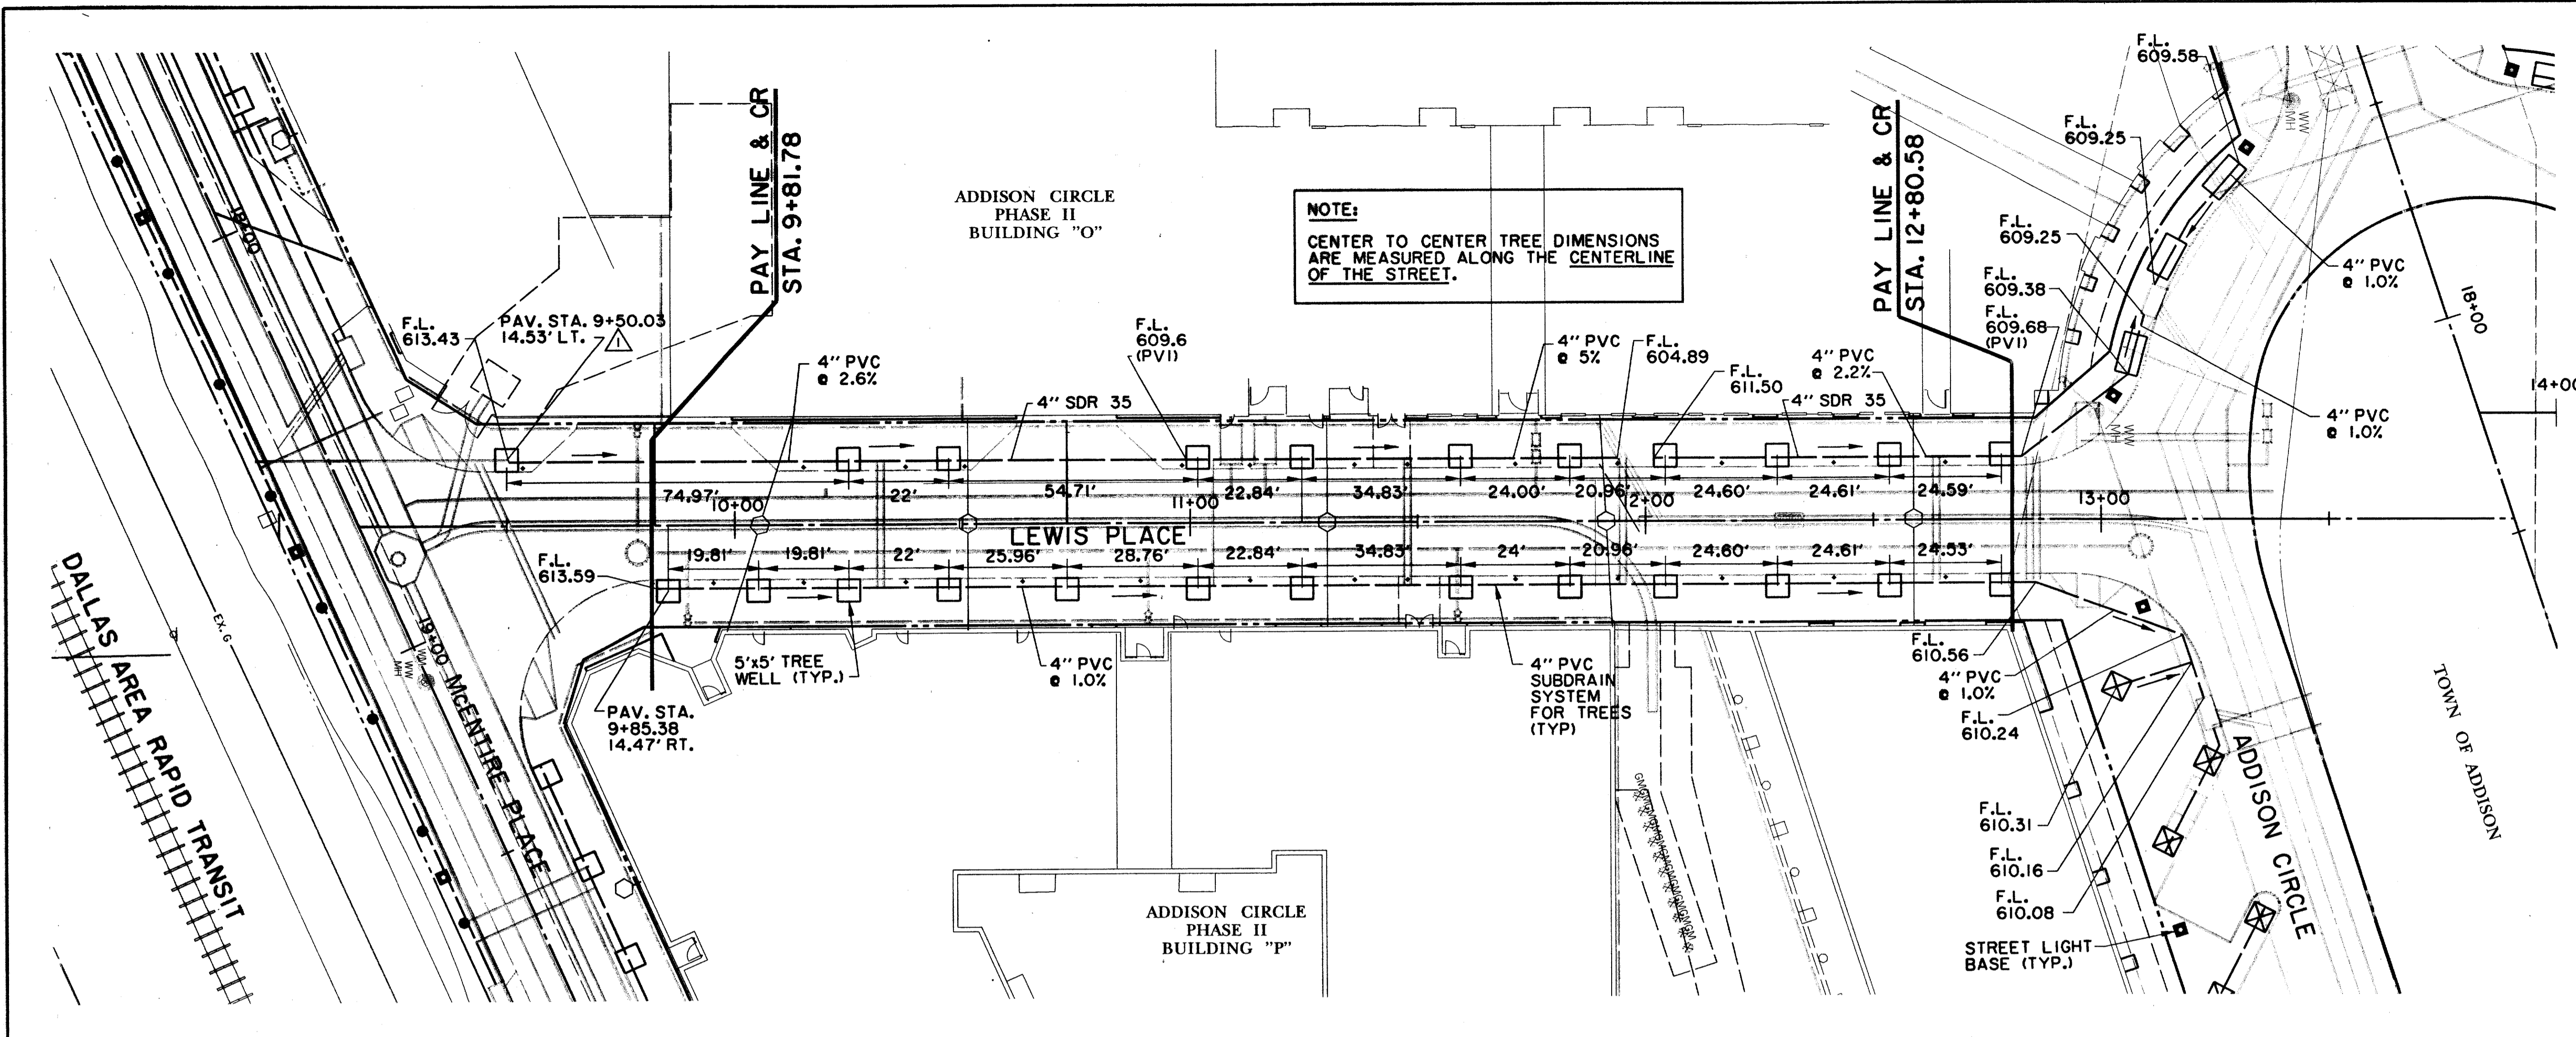 PAY LINE & CR
STA. 9+81.78
ADDISON CIRCLE
PHASE II
BUILDING "O"
NOTE:
CENTER TO CENTER TREE DIMENSIONS
ARE MEASURED ALONG THE CENTERLINE
OF THE STREET.
PAY LINE & CR
STA. 12+80.58
F.L.
609.58
F.L.
609.25
F.L.
609.25
F.L.
609.38
F.L.
609.68
(PVI)
WW
MH
4" PVC
@ 1.0%
18+00
14+00
4" PVC
@ 1.0%
WW
MH
18+00
F.L.
613.43
PAV. STA. 9+50.03
14.53' LT.
1
4" PVC
@ 2.6%
4" SDR 35
F.L.
609.6
(PVI)
4" PVC
@ 5%
F.L.
604.89
F.L.
611.50
4" SDR 35
4" PVC
@ 2.2%
74.97'
22'
54.71'
22.84'
34.83'
24.00'
20.96'
24.60'
24.61'
24.59'
10+00
11+00
12+00
13+00
LEWIS PLACE
19.81'
19.81'
22'
25.96'
28.76'
22.84'
34.83'
24'
20.96'
24.60'
24.61'
24.53'
F.L.
613.59
PAV. STA.
9+85.38
14.47' RT.
5'x5' TREE
WELL (TYP.)
4" PVC
@ 1.0%
4" PVC
SUBDRAIN
SYSTEM
FOR TREES
(TYP)
F.L.
610.56
4" PVC
@ 1.0%
F.L.
610.24
F.L.
610.31
F.L.
610.16
F.L.
610.08
STREET LIGHT
BASE (TYP.)
ADDISON CIRCLE
TOWN OF ADDISON
DALLAS AREA RAPID TRANSIT
EX. G
19+00
McENTIRE PLACE
WW
MH
ADDISON CIRCLE
PHASE II
BUILDING "P"